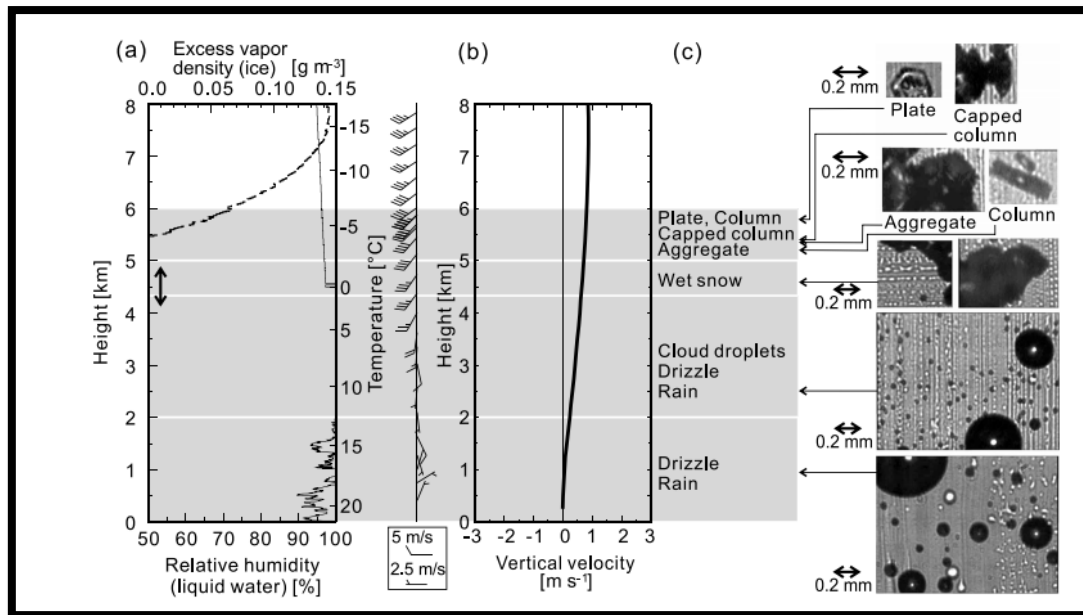 (a)
Excess vapor
density (ice) [g m-3]
0.0 0.05 0.10 0.15
8
7
6
5
4
3
2
1
0
Height [km]
-15
-10
-5
0
5
10
15
20
Temperature [°C]
50 60 70 80 90 100
Relative humidity
(liquid water) [%]
5 m/s
2.5 m/s
(b)
8
7
6
5
4
3
2
1
0
Height [km]
-3 -2 -1 0 1 2 3
Vertical velocity
[m s-1]
(c)
0.2 mm
Plate
Capped
column
0.2 mm
Aggregate
Column
Plate, Column
Capped column
Aggregate
Wet snow
0.2 mm
Cloud droplets
Drizzle
Rain
0.2 mm
Drizzle
Rain
0.2 mm